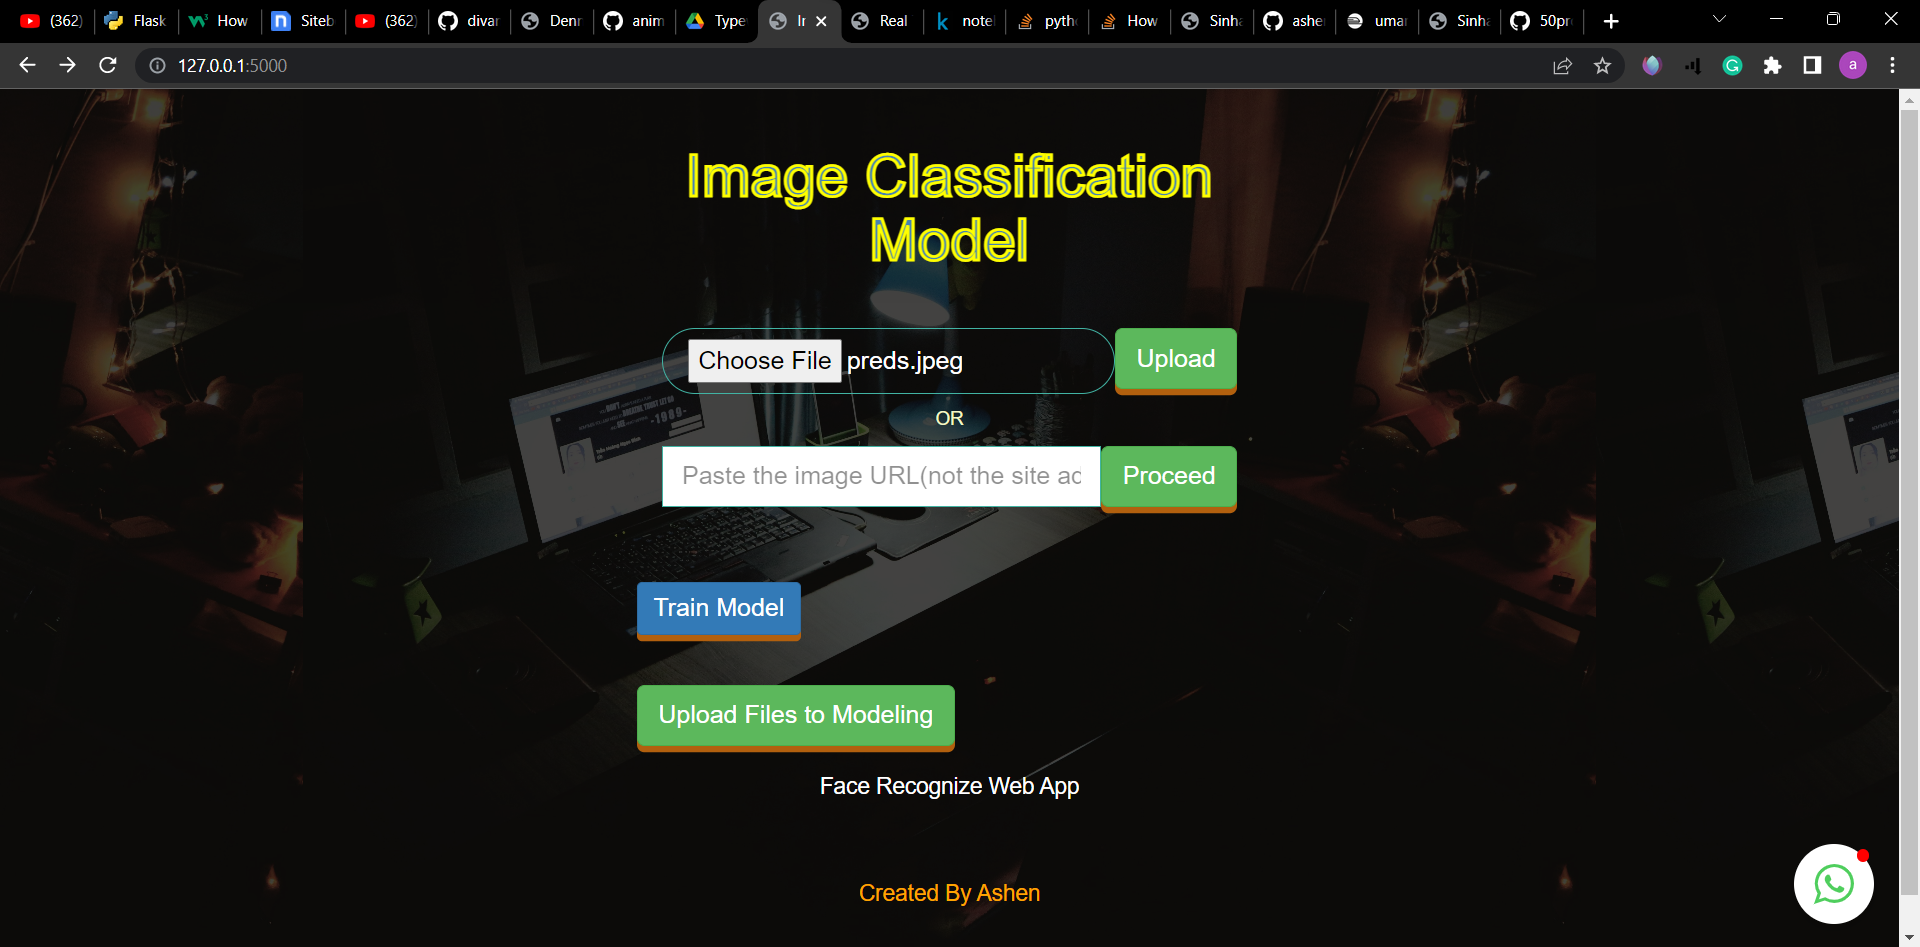 (362) Flask How Siteb (362) divar Denn anim Type Ir Real note pyth How Sinha ashe umar Sinha 50pr
127.0.0.1:5000
a
Image Classification
Model
Choose File preds.jpeg Upload
OR
Paste the image URL(not the site ad Proceed
Train Model
Upload Files to Modeling
Face Recognize Web App
Created By Ashen